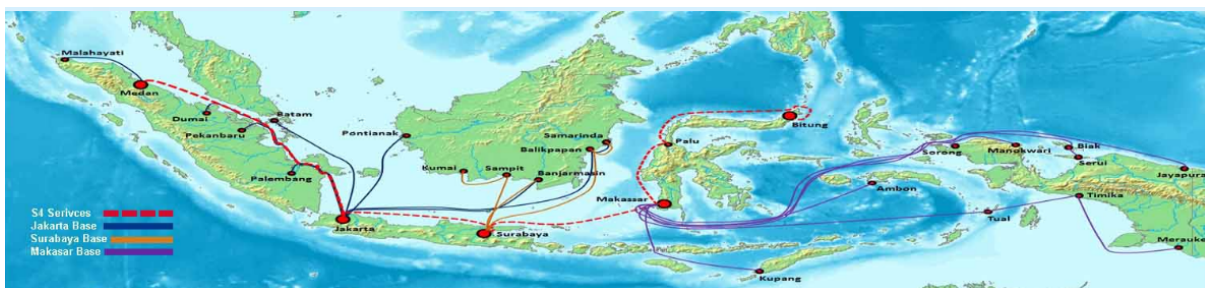 Malahayati
Medan
Dumai
Batam
Pekanbaru
Palembang
Pontianak
Samarinda
Balikpapan
Kumai
Sampit
Banjarmasin
Palu
Bitung
Sorong
Manukwari
Biak
Serui
Jayapura
Ambon
Timika
Makassar
Tual
Jakarta
Surabaya
Merauke
Kupang
S4 Serivces
Jakarta Base
Surabaya Base
Makasar Base